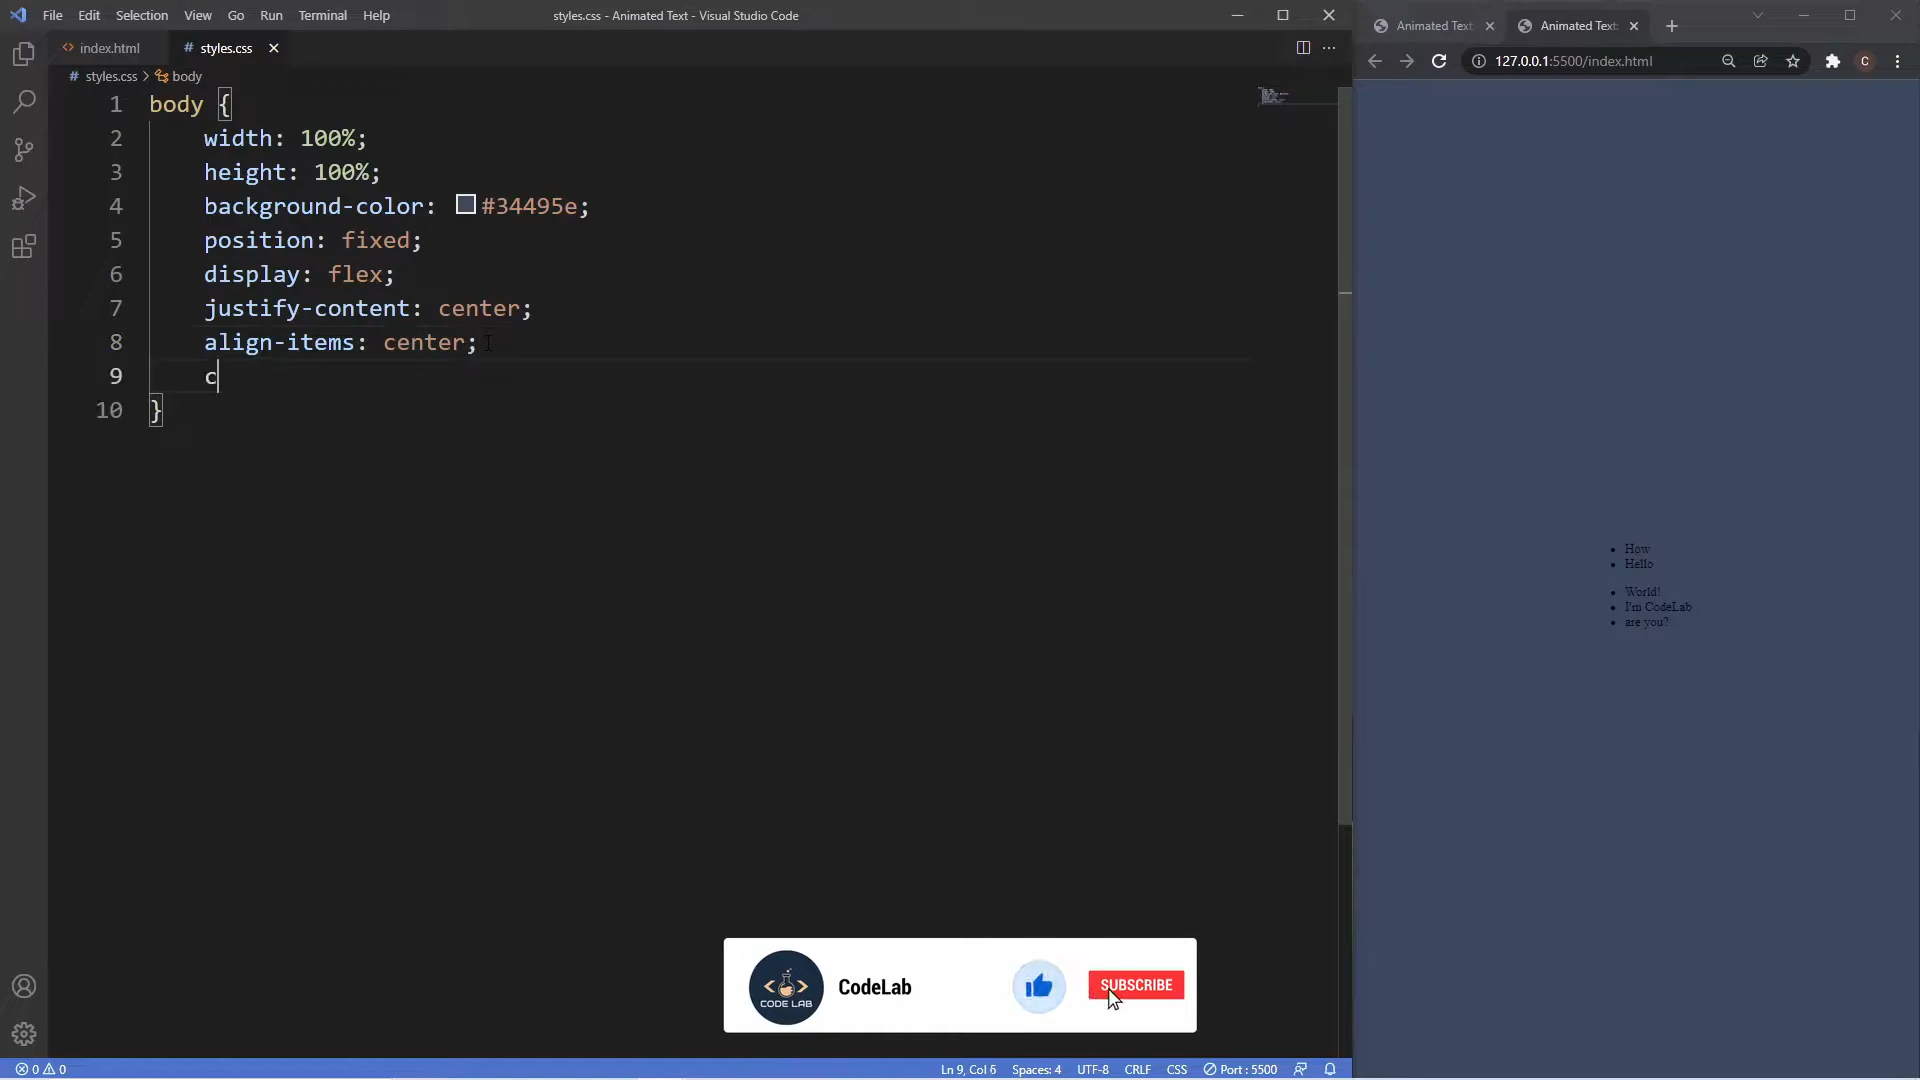 File Edit Selection View Go Run Terminal Help
styles.css - Animated Text - Visual Studio Code
index.html
# styles.css
# styles.css > body
1 body {
2 width: 100%;
3 height: 100%;
4 background-color: #34495e;
5 position: fixed;
6 display: flex;
7 justify-content: center;
8 align-items: center;
9 c
10 }
CODE LAB
CodeLab
SUBSCRIBE
0 0
Ln 9, Col 6 Spaces: 4 UTF-8 CRLF CSS Port : 5500
Animated Text
Animated Text
127.0.0.1:5500/index.html
C
• How
• Hello
• World!
• I'm CodeLab
• are you?